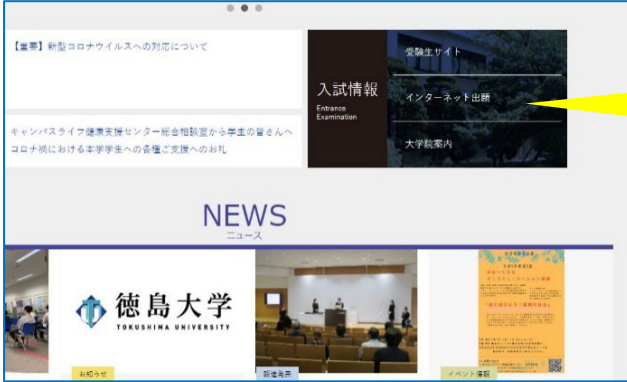 【重要】新型コロナウイルスへの対応について
キャンパスライフ健康支援センター総合相談室から学生の皆さんへ
コロナ禍における本学学生への各種ご支援へのお礼
入試情報
Entrance
Examination
受験生サイト
インターネット出願
大学院案内
NEWS
ニュース
徳島大学
TOKUSHIMA UNIVERSITY
お知らせ
報道発表
イベント情報